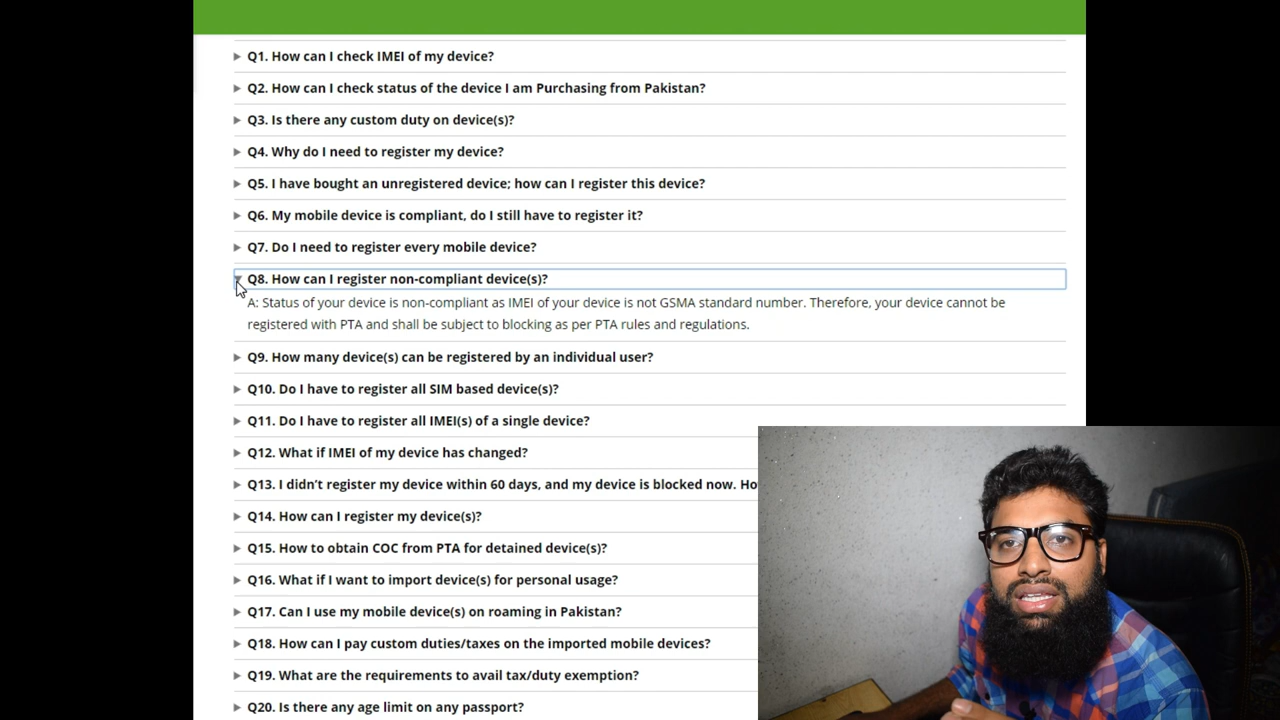 Q1. How can I check IMEI of my device?
Q2. How can I check status of the device I am Purchasing from Pakistan?
Q3. Is there any custom duty on device(s)?
Q4. Why do I need to register my device?
Q5. I have bought an unregistered device; how can I register this device?
Q6. My mobile device is compliant, do I still have to register it?
Q7. Do I need to register every mobile device?
Q8. How can I register non-compliant device(s)?
A: Status of your device is non-compliant as IMEI of your device is not GSMA standard number. Therefore, your device cannot be
registered with PTA and shall be subject to blocking as per PTA rules and regulations.
Q9. How many device(s) can be registered by an individual user?
Q10. Do I have to register all SIM based device(s)?
Q11. Do I have to register all IMEI(s) of a single device?
Q12. What if IMEI of my device has changed?
Q13. I didn't register my device within 60 days, and my device is blocked now.
Q14. How can I register my device(s)?
Q15. How to obtain COC from PTA for detained device(s)?
Q16. What if I want to import device(s) for personal usage?
Q17. Can I use my mobile device(s) on roaming in Pakistan?
Q18. How can I pay custom duties/taxes on the imported mobile devices?
Q19. What are the requirements to avail tax/duty exemption?
Q20. Is there any age limit on any passport?